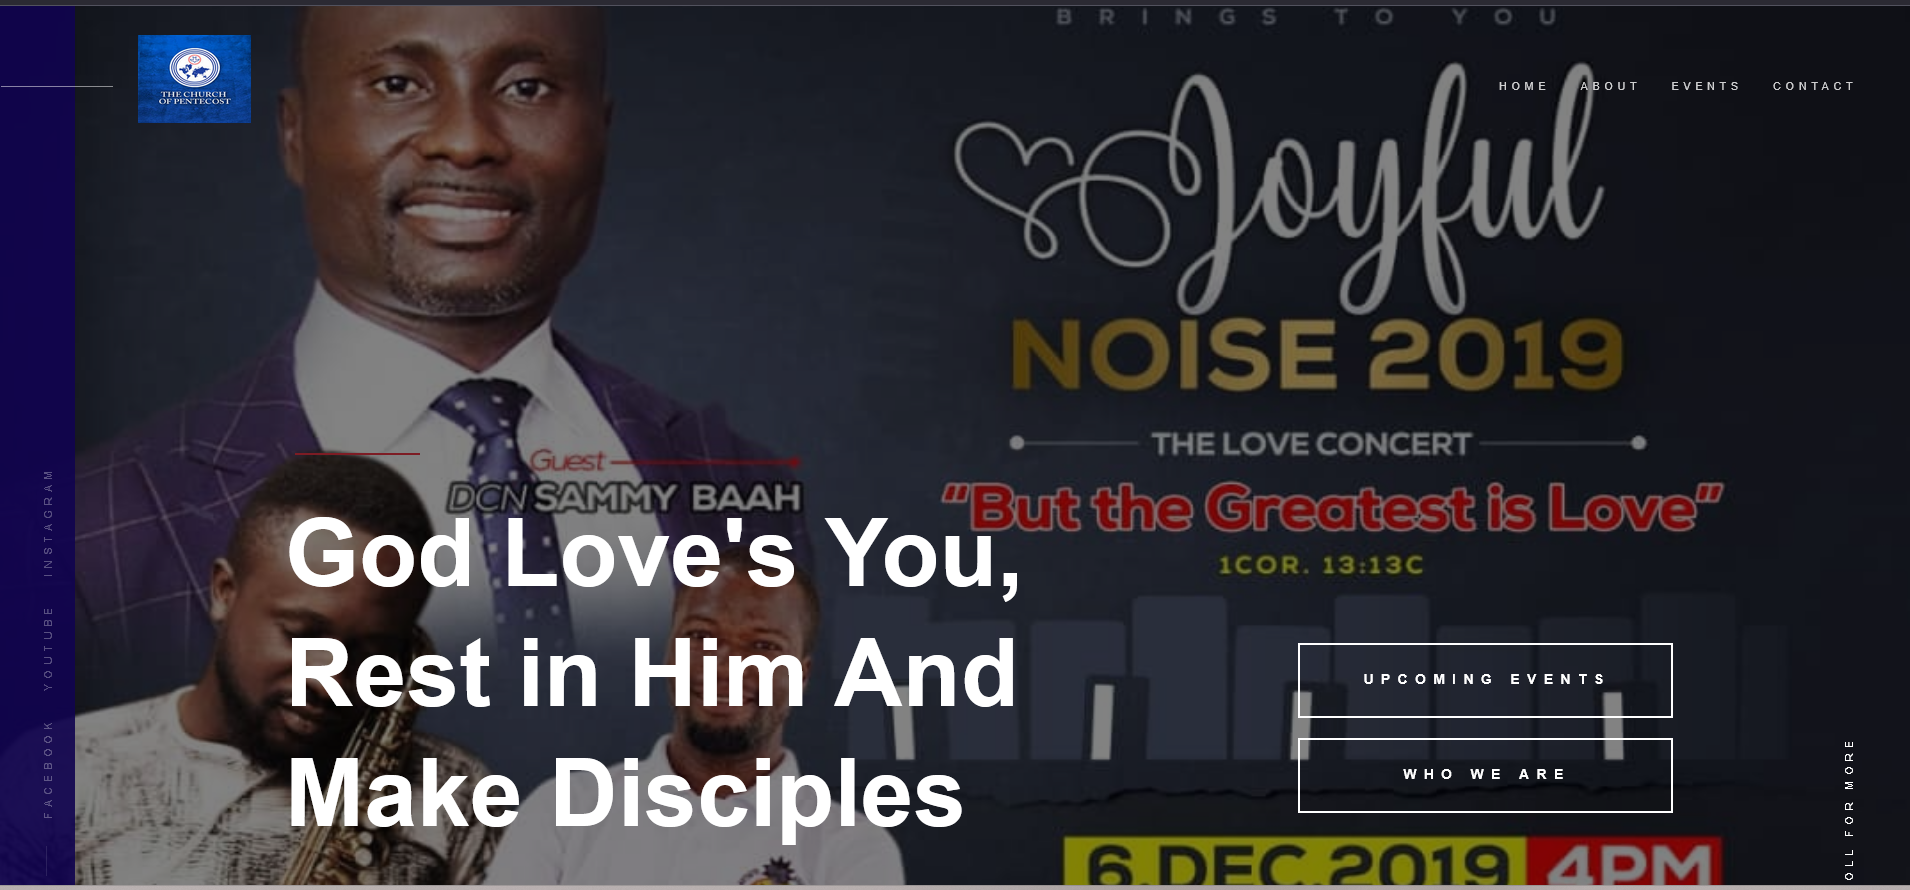 BRINGS TO YOU
THE CHURCH
OF PENTECOST
HOME ABOUT EVENTS CONTACT
Joyful
NOISE 2019
THE LOVE CONCERT
Guest
DCN SAMMY BAAH
“But the Greatest is Love”
1COR. 13:13C
God Love's You,
Rest in Him And
Make Disciples
UPCOMING EVENTS
WHO WE ARE
6.DEC.2019 4PM
FACEBOOK YOUTUBE INSTAGRAM
OLL FOR MORE